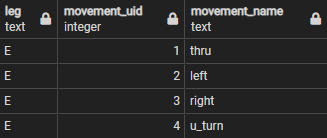 leg movement_uid movement_name
text integer text
E 1 thru
E 2 left
E 3 right
E 4 u_turn